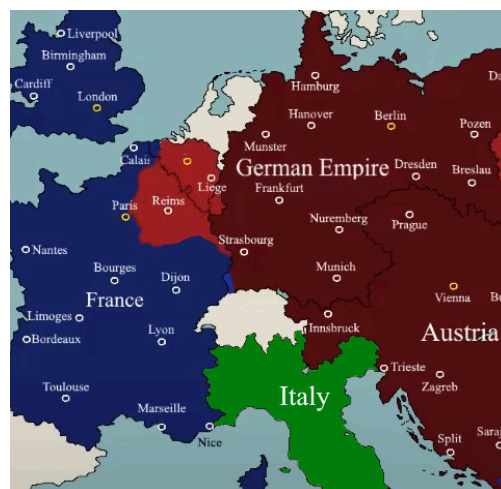 Liverpool
Birmingham
Cardiff
London
Hamburg
Hanover
Berlin
Munster
Pozen
Calais
German Empire
Dresden
Breslau
Liege
Frankfurt
Paris
Reims
Nuremberg
Prague
Strasbourg
Nantes
Bourges
Dijon
Munich
Vienna
France
Limoges
Innsbruck
Austria
Bordeaux
Lyon
Trieste
Zagreb
Toulouse
Italy
Marseille
Nice
Split